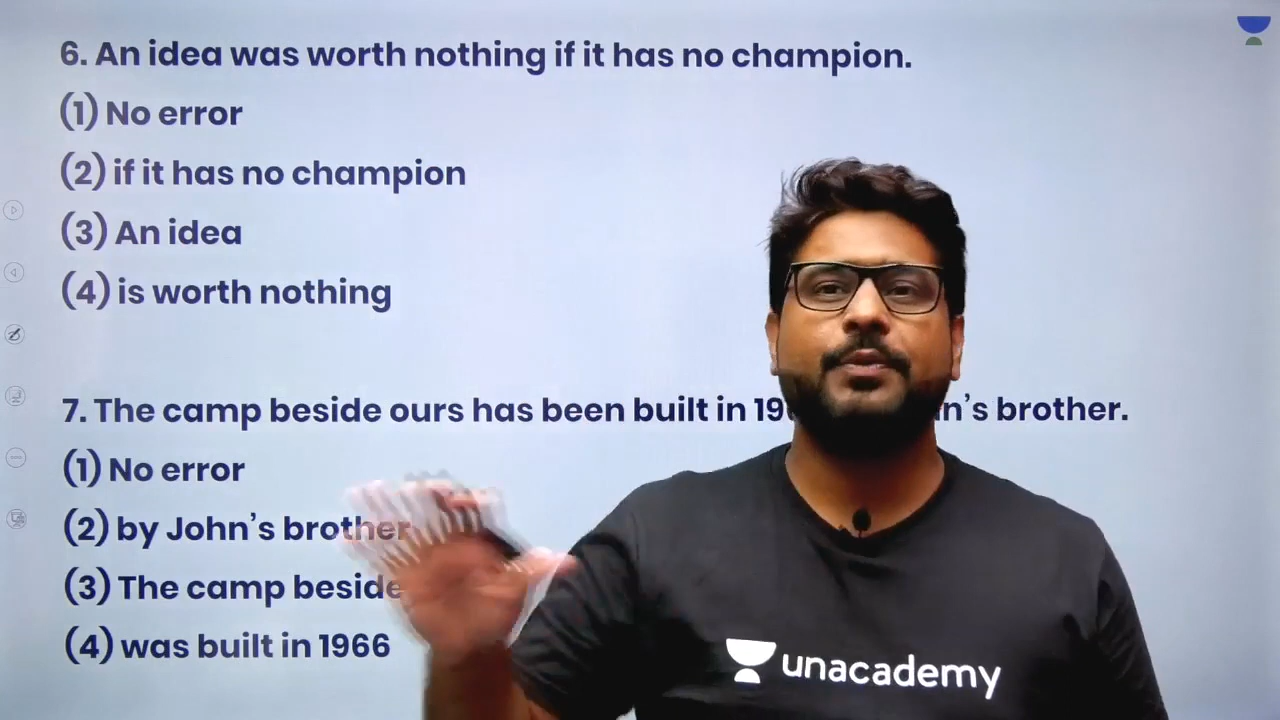 6. An idea was worth nothing if it has no champion.
(1) No error
(2) if it has no champion
(3) An idea
(4) is worth nothing
7. The camp beside ours has been built in 19 n's brother.
(1) No error
(2) by John's brother
(3) The camp beside
(4) was built in 1966
unacademy